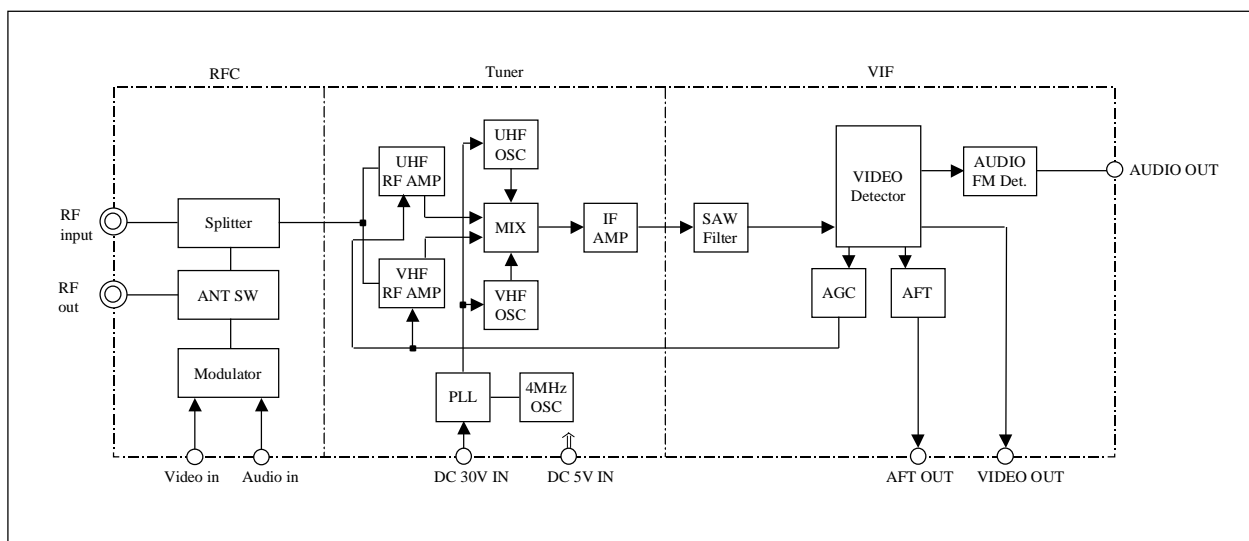 RFC
Tuner
VIF
RF
input
RF
out
Splitter
ANT SW
Modulator
Video in
Audio in
UHF
RF AMP
VHF
RF AMP
UHF
OSC
MIX
VHF
OSC
IF
AMP
PLL
4MHz
OSC
DC 30V IN
DC 5V IN
SAW
Filter
VIDEO
Detector
AGC
AFT
AUDIO
FM Det.
AUDIO OUT
AFT OUT
VIDEO OUT